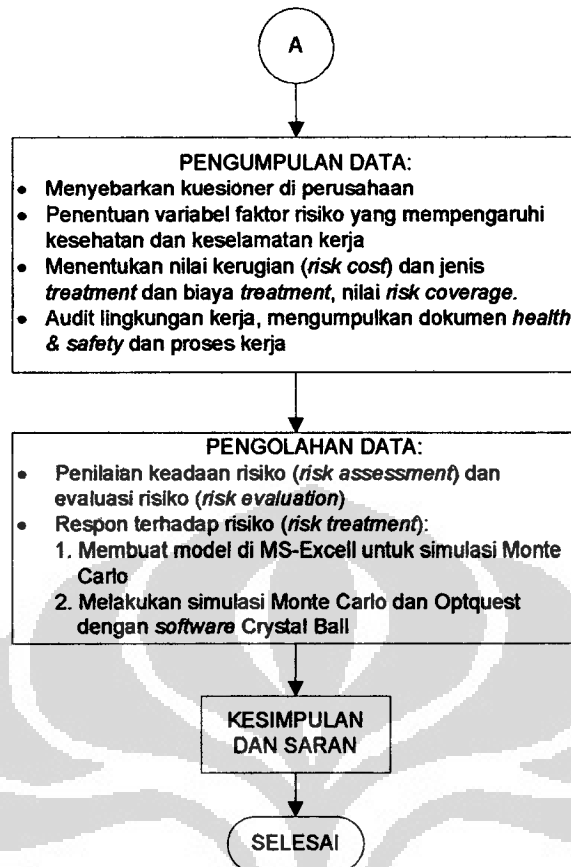 A
PENGUMPULAN DATA:
• Menyebarkan kuesioner di perusahaan
• Penentuan variabel faktor risiko yang mempengaruhi
kesehatan dan keselamatan kerja
• Menentukan nilai kerugian (risk cost) dan jenis
treatment dan biaya treatment, nilai risk coverage.
• Audit lingkungan kerja, mengumpulkan dokumen health
& safety dan proses kerja
PENGOLAHAN DATA:
• Penilaian keadaan risiko (risk assessment) dan
evaluasi risiko (risk evaluation)
• Respon terhadap risiko (risk treatment):
1. Membuat model di MS-Excell untuk simulasi Monte
Carlo
2. Melakukan simulasi Monte Carlo dan Optquest
dengan software Crystal Ball
KESIMPULAN
DAN SARAN
SELESAI